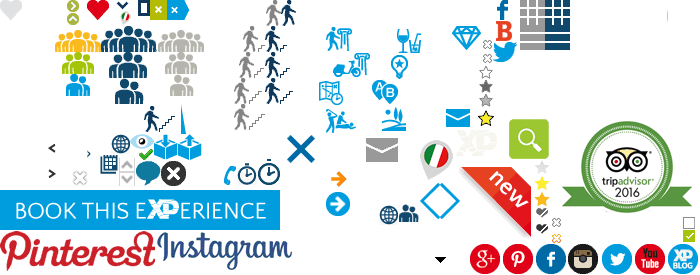 B
A B
XP
new
tripadvisor®
2016
BOOK THIS EXPERIENCE
Pinterest Instagram
g+ f You Tube XP BLOG